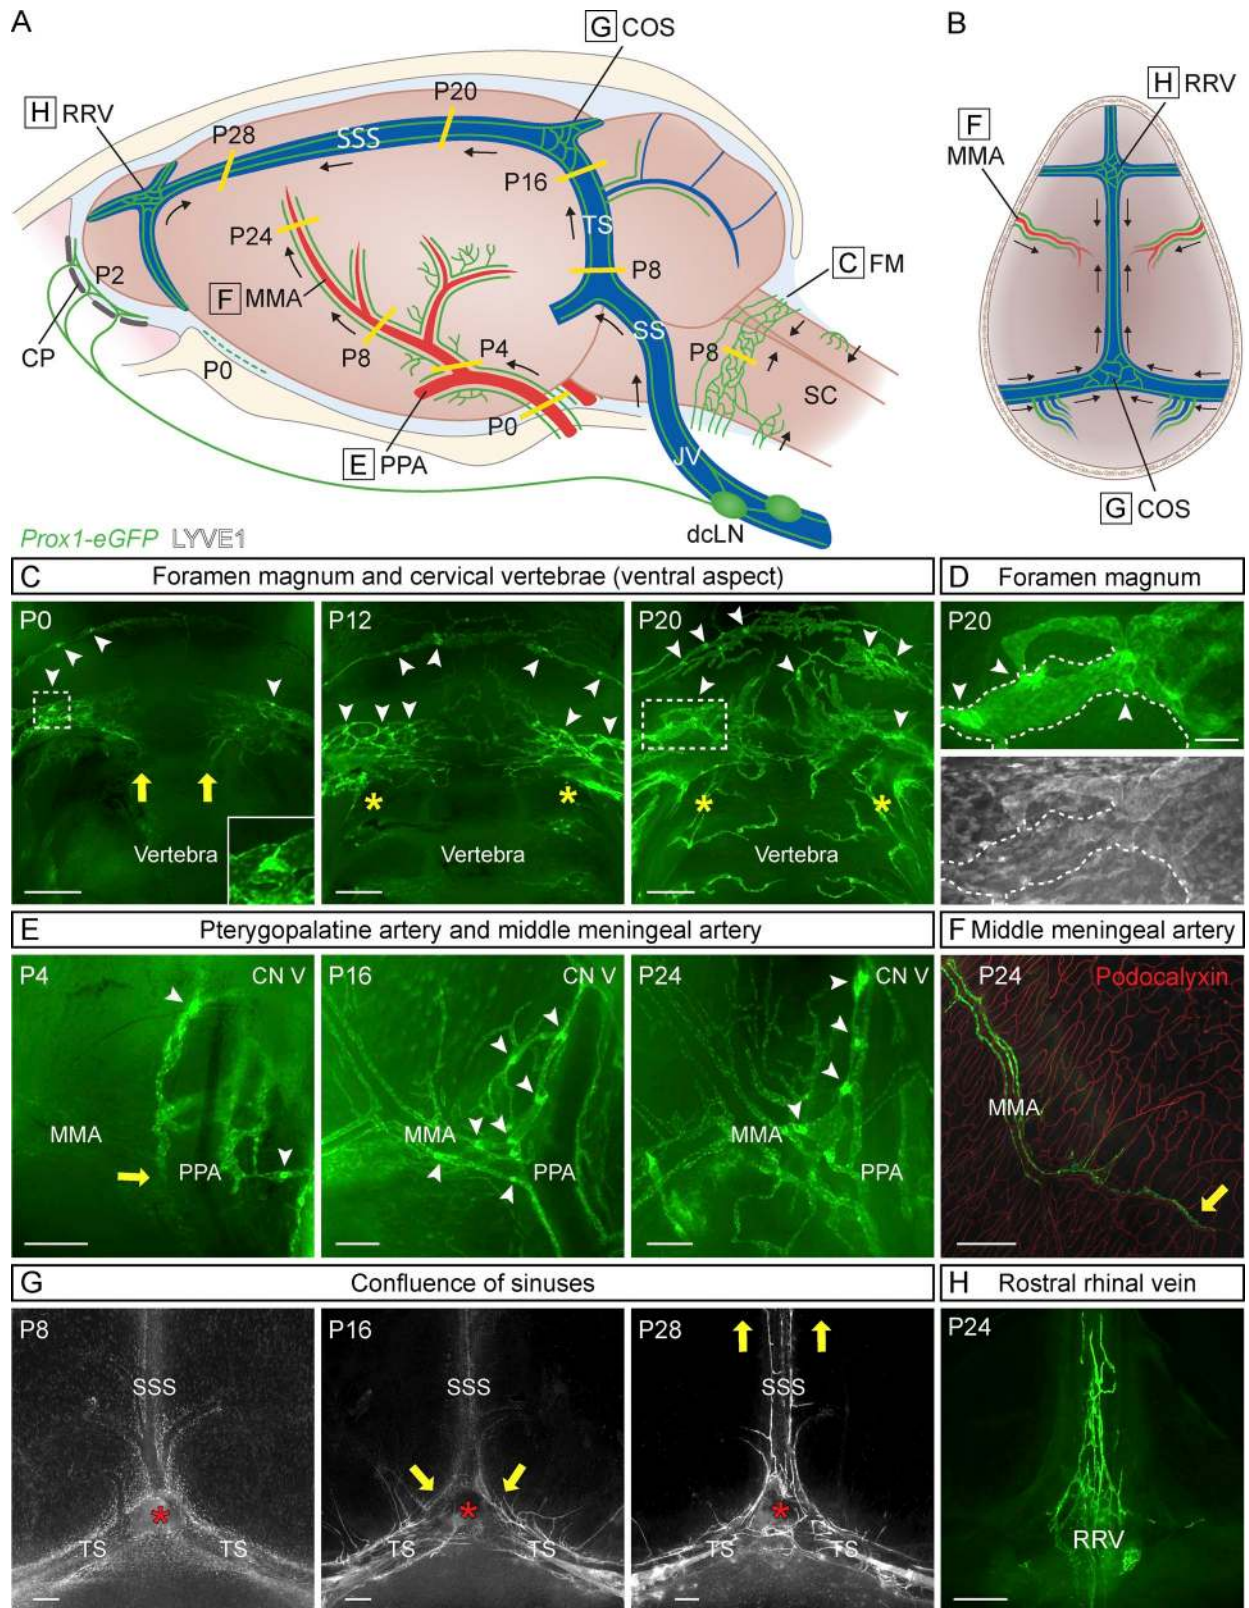 A
B
G COS
H RRV
P20
P28
SSS
H RRV
F
MMA
P16
P24
TS
P8
C FM
P2
F MMA
CP
SS
P8
P8
P4
P0
SC
P0
E PPA
JV
G COS
dcLN
Prox1-eGFP LYVE1
C Foramen magnum and cervical vertebrae (ventral aspect)
D Foramen magnum
P0
P12
P20
P20
*
*
*
*
Vertebra
Vertebra
Vertebra
E Pterygopalatine artery and middle meningeal artery
F Middle meningeal artery
P4 CN V
P16 CN V
P24 CN V
P24 Podocalyxin
MMA
PPA
MMA
PPA
MMA
PPA
MMA
G Confluence of sinuses
H Rostral rhinal vein
P8
P16
P28
P24
SSS
SSS
SSS
*
*
*
TS TS
TS TS
TS TS
RRV